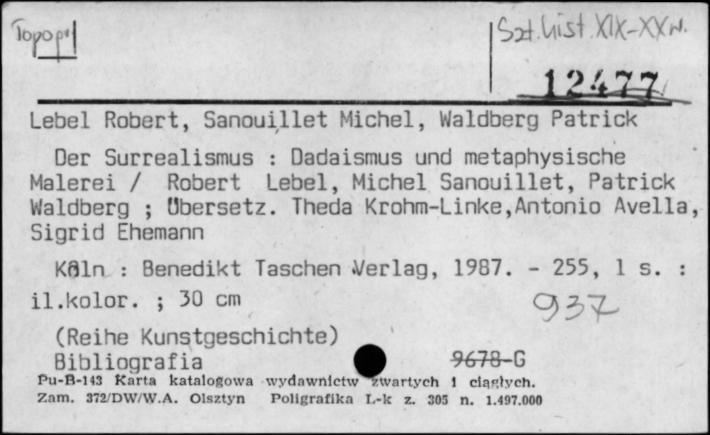 Topogr
Szt. hist. XIX-XX w.
12477
Lebel Robert, Sanouillet Michel, Waldberg Patrick
Der Surrealismus : Dadaismus und metaphysische
Malerei / Robert Lebel, Michel Sanouillet, Patrick
Waldberg ; Übersetz. Theda Krohm-Linke,Antonio Avella,
Sigrid Ehemann
Köln : Benedikt Taschen Verlag, 1987. - 255, 1 s. :
il.kolor. ; 30 cm
937
(Reihe Kunstgeschichte)
Bibliografia 9678-G
Pu-B-143 Karta katalogowa wydawnictw zwartych i ciągłych.
Zam. 372/DW/W.A. Olsztyn Poligrafika L-k z. 305 n. 1.497.000